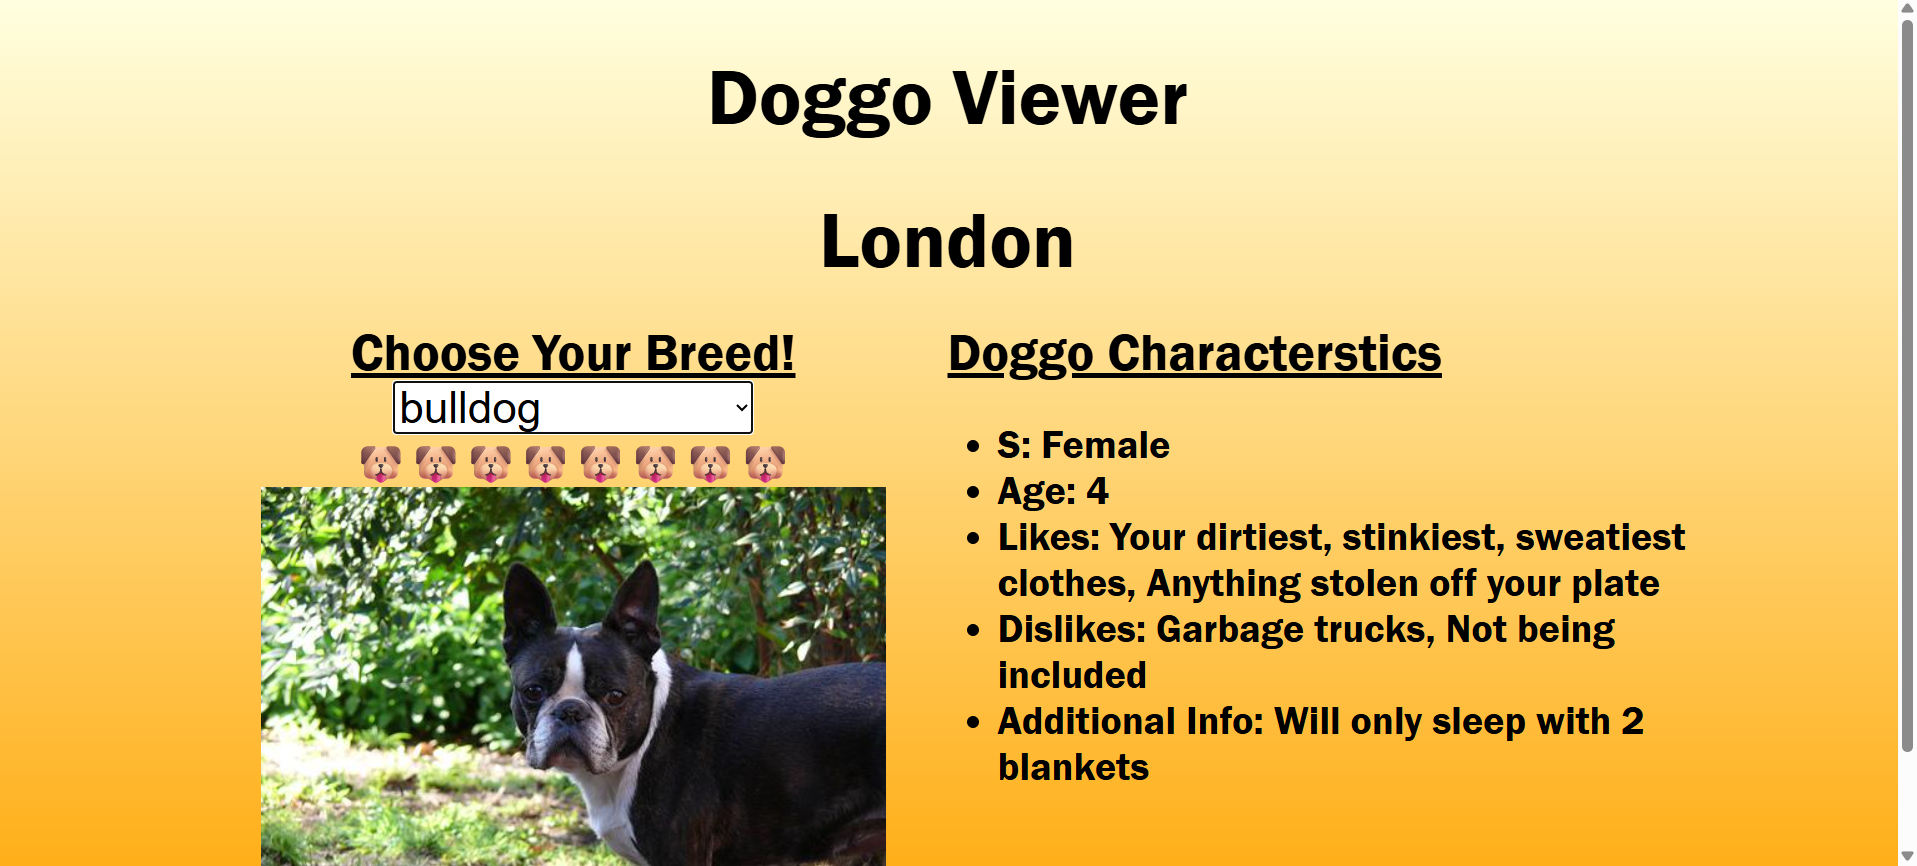 Doggo Viewer
London
Choose Your Breed!
bulldog
Doggo Characterstics
S: Female
Age: 4
Likes: Your dirtiest, stinkiest, sweatiest
clothes, Anything stolen off your plate
Dislikes: Garbage trucks, Not being
included
Additional Info: Will only sleep with 2
blankets